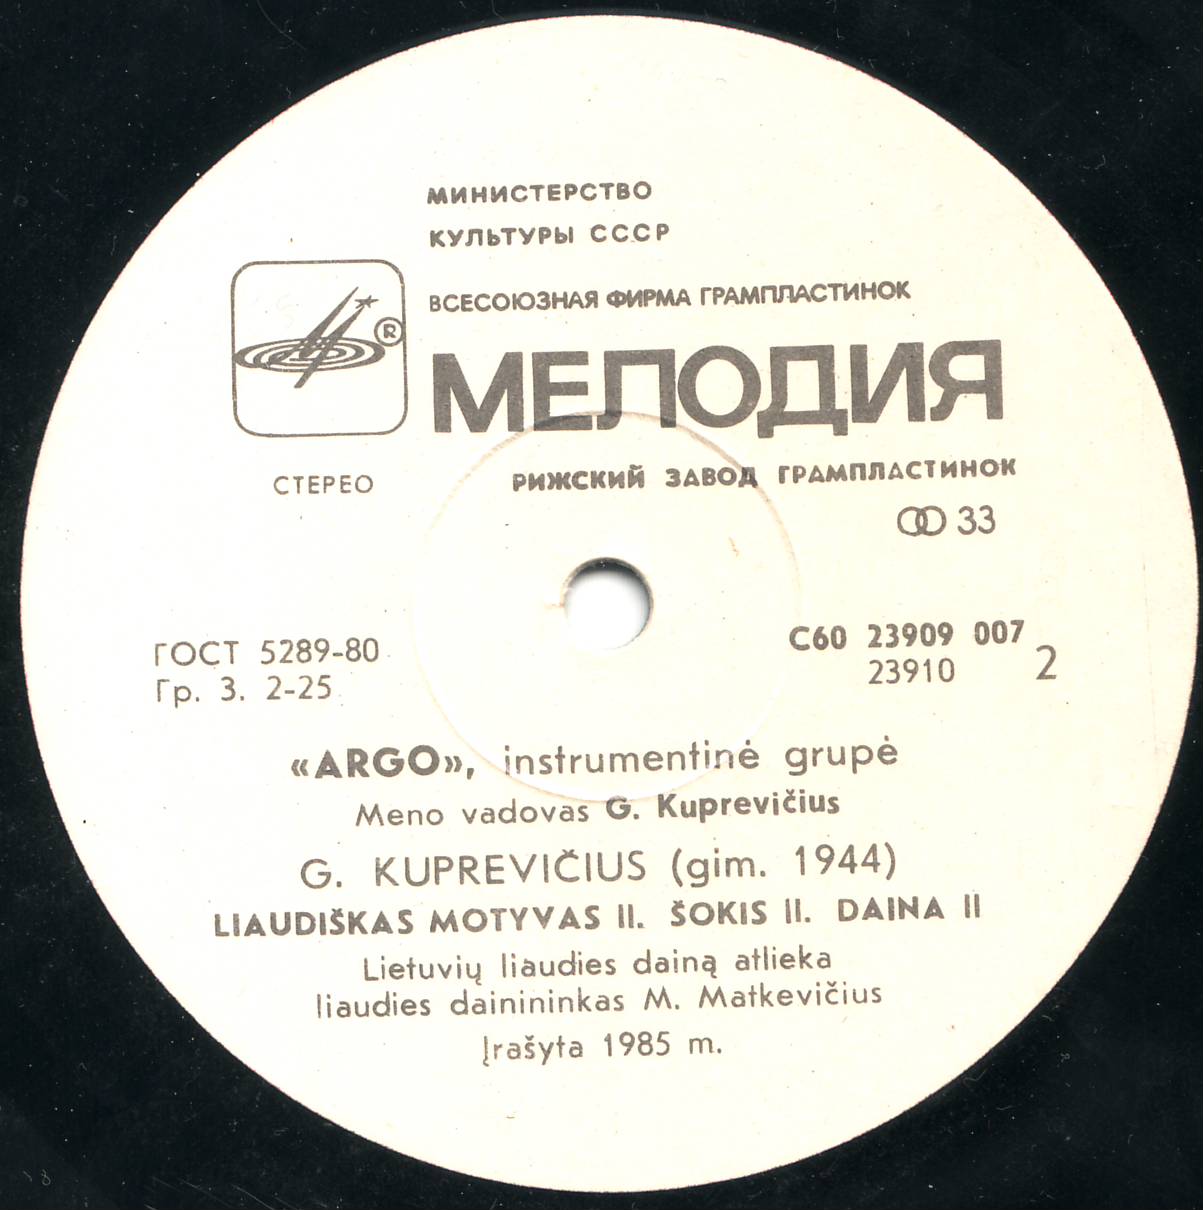 МИНИСТЕРСТВО
КУЛЬТУРЫ СССР
ВСЕСОЮЗНАЯ ФИРМА ГРАМПЛАСТИНОК
®
МЕЛОДИЯ
СТЕРЕО
РИЖСКИЙ ЗАВОД ГРАМПЛАСТИНОК
33
ГОСТ 5289-80
Гр. 3. 2-25
С60 23909 007
23910
2
«ARGO», instrumentinė grupė
Meno vadovas G. Kuprevičius
G. KUPREVIČIUS (gim. 1944)
LIAUDIŠKAS MOTYVAS II. ŠOKIS II. DAINA II
Lietuvių liaudies dainą atlieka
liaudies dainininkas M. Matkevičius
Įrašyta 1985 m.